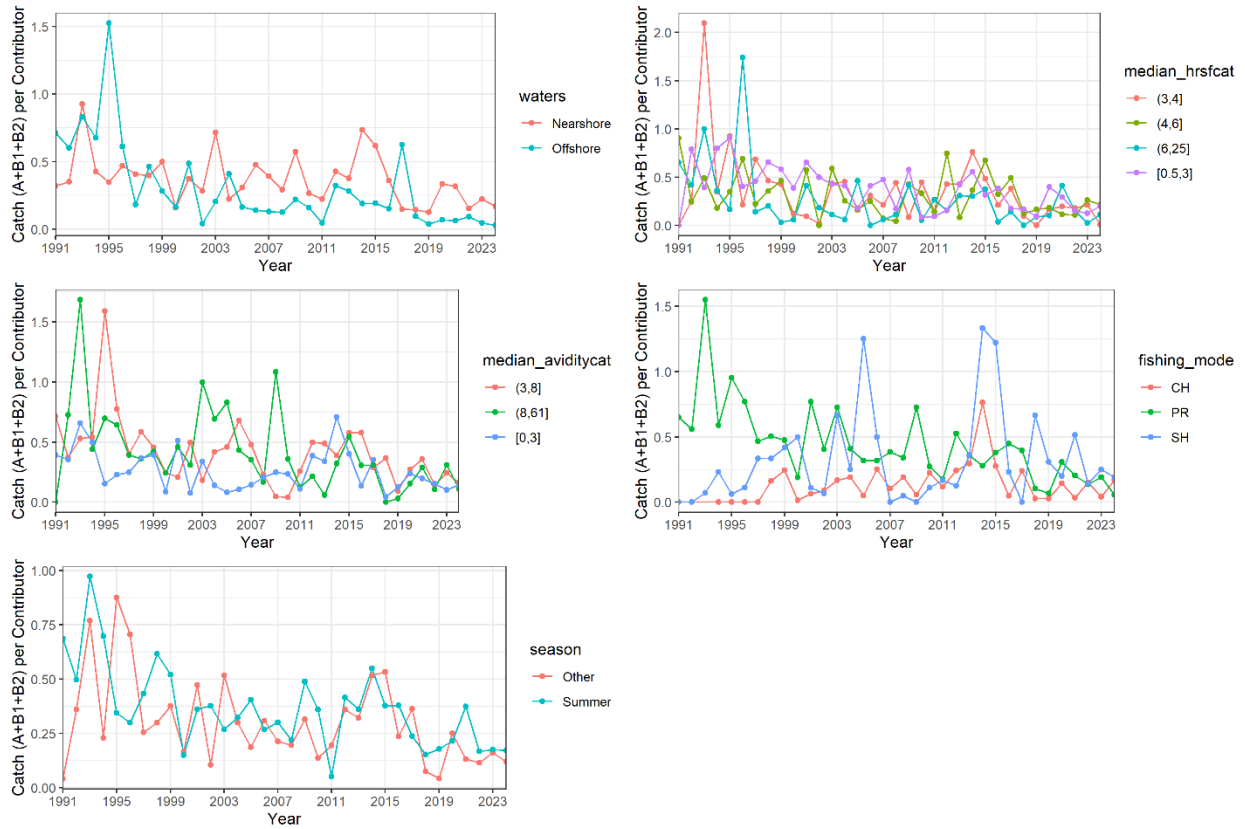 Catch (A+B1+B2) per Contributor
1.5
1.0
0.5
0.0
1991 1995 1999 2003 2007 2011 2015 2019 2023
Year
waters
Nearshore
Offshore
Catch (A+B1+B2) per Contributor
2.0
1.5
1.0
0.5
0.0
1991 1995 1999 2003 2007 2011 2015 2019 2023
Year
median_hrsfcat
(3,4]
(4,6]
(6,25]
[0.5,3]
Catch (A+B1+B2) per Contributor
1.5
1.0
0.5
0.0
1991 1995 1999 2003 2007 2011 2015 2019 2023
Year
median_aviditycat
(3,8]
(8,61]
[0,3]
Catch (A+B1+B2) per Contributor
1.5
1.0
0.5
0.0
1991 1995 1999 2003 2007 2011 2015 2019 2023
Year
fishing_mode
CH
PR
SH
Catch (A+B1+B2) per Contributor
1.00
0.75
0.50
0.25
0.00
1991 1995 1999 2003 2007 2011 2015 2019 2023
Year
season
Other
Summer